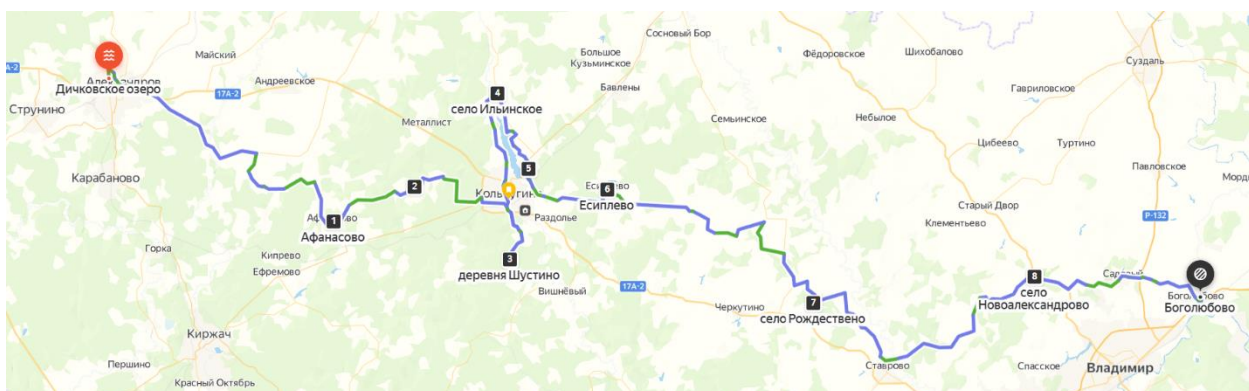 Сосновый Бор
Майский
Большое
Кузьминское
Фёдоровское
Шихобалово
Суздаль
17А-2
Дичковское озеро
Андреевское
17А-2
Бавлены
Гавриловское
Струнино
4
село Ильинское
Металлист
Семьинское
Небылое
Цибеево
Туртино
Карабаново
5
Павловское
2
6
Есиплево
Раздолье
Старый Двор
Клементьево
Р-132
1
Афанасово
Горка
Кипрево
Ефремово
3
деревня Шустино
Вишнёвый
17А-2
8
село
Новоалександрово
Боголюбово
Черкутино
7
село Рождествено
Киржач
Першино
Ставрово
Спасское
Владимир
Красный Октябрь